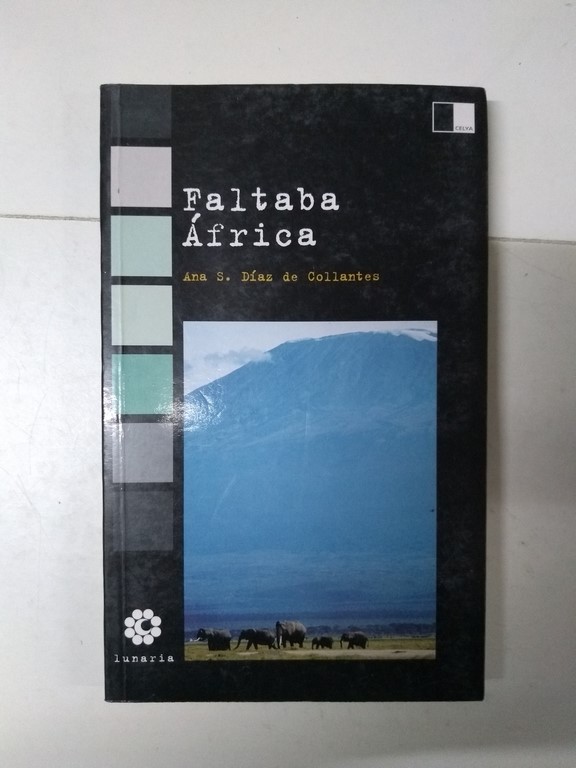 CELYA
Faltaba
África
Ana S. Díaz de Collantes
lunaria